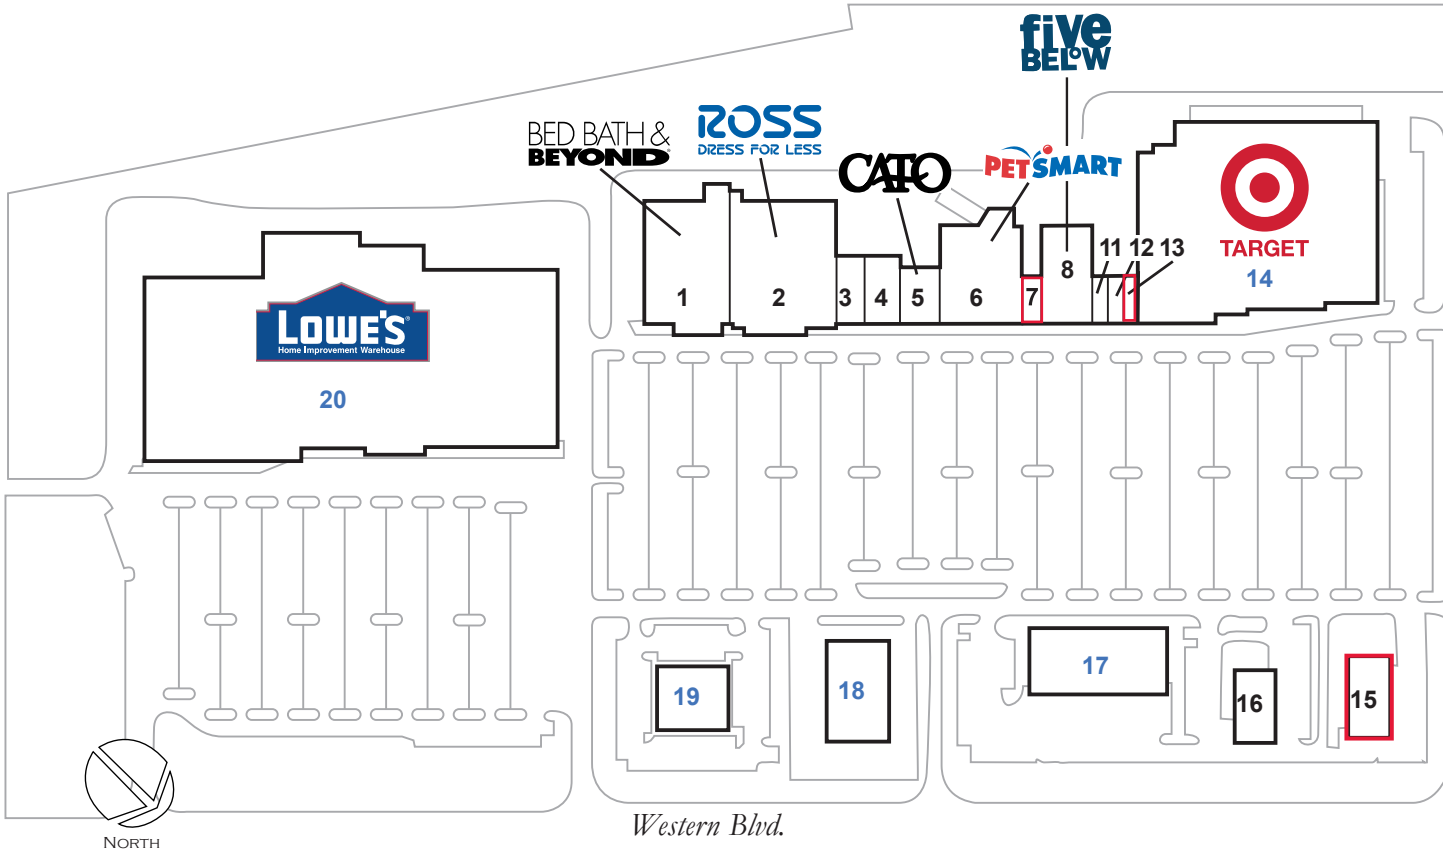 five
BELOW
BED BATH &
BEYOND
ROSS
DRESS FOR LESS
CATO
PETSMART
TARGET
14
11 12 13
8
1 2 3 4 5 6 7
LOWE'S
Home Improvement Warehouse
20
19 18 17 16 15
NORTH
Western Blvd.